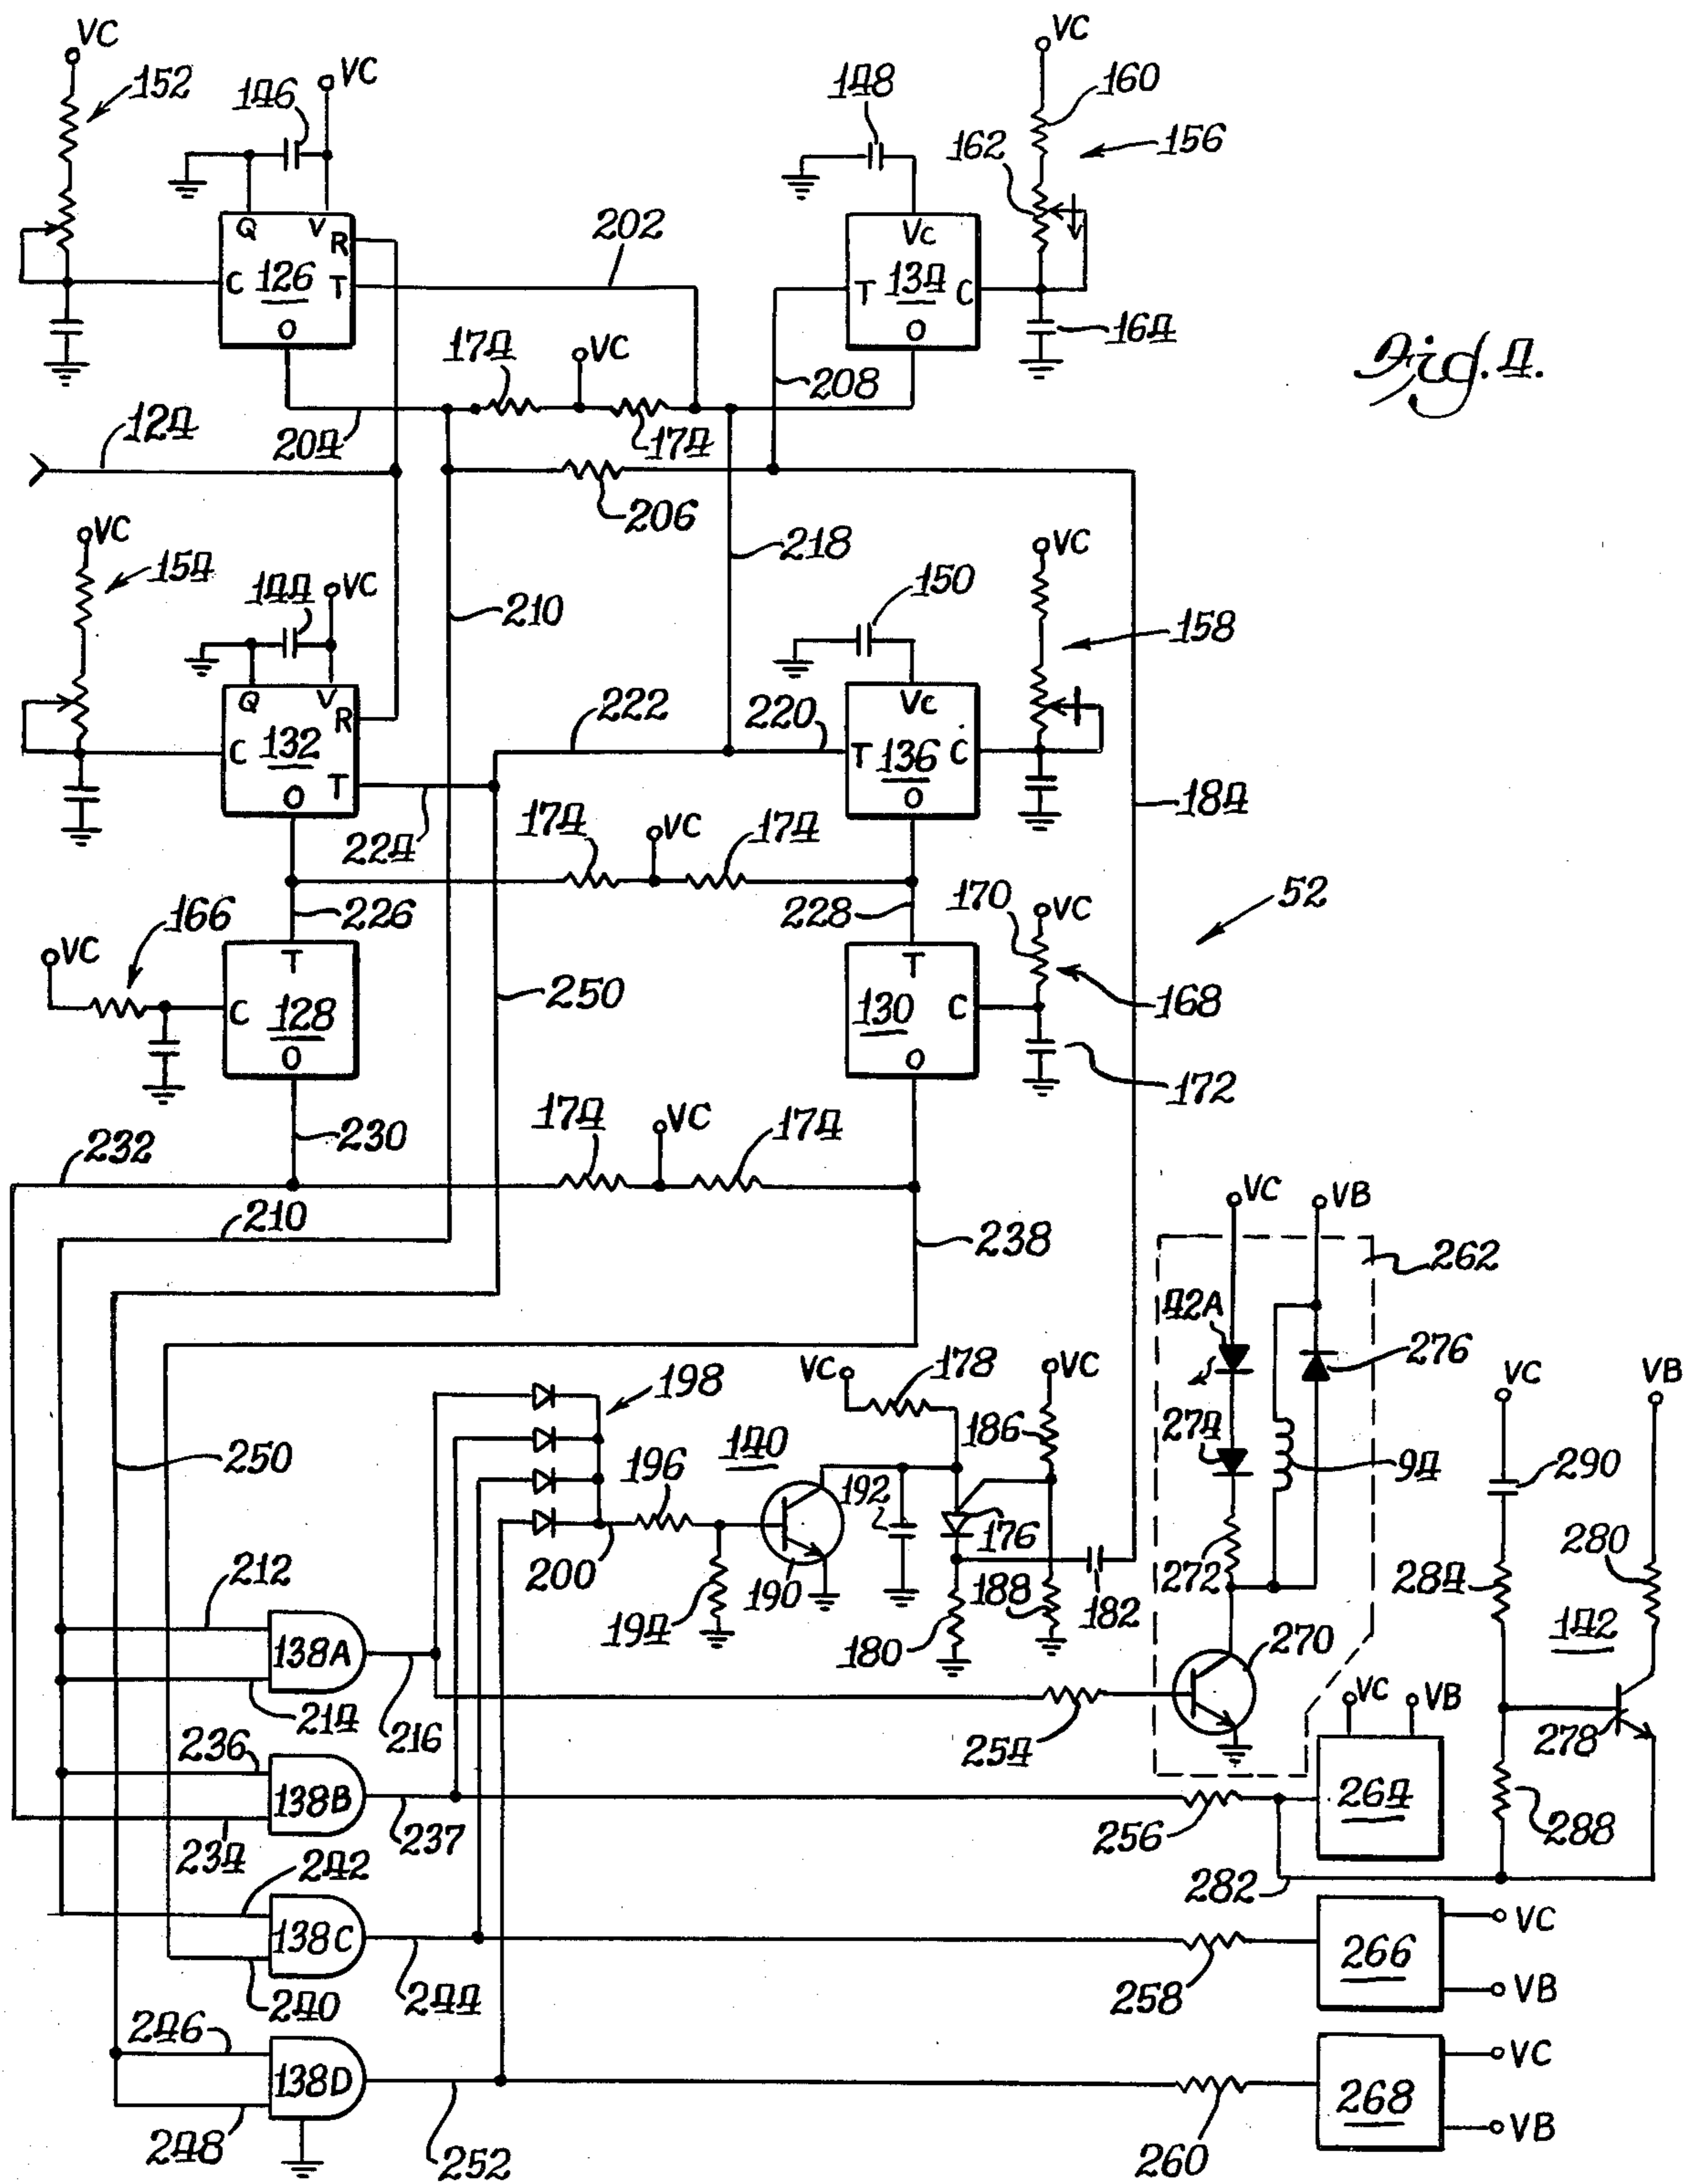 VC
152
146
VC
148
VC
160
162
156
Q
V
R
C
126
T
O
202
Vc
T
134
C
O
164
174
VC
208
174
204
124
206
Fig. 4.
VC
154
144
VC
218
210
150
VC
158
Q
V
R
C
132
T
O
222
220
Vc
T
136
C
O
184
224
174
VC
174
166
226
228
170
VC
52
VC
T
C
128
O
250
T
130
C
O
168
172
174
VC
174
230
232
210
238
VC
VB
262
42A
276
198
VC
178
VC
186
274
94
VC
VB
250
196
140
192
176
290
200
272
280
212
194
190
188
182
284
142
138A
180
270
214
216
254
VC
VB
278
236
138B
264
237
256
288
234
242
282
138C
VC
266
240
244
258
VB
246
138D
VC
268
248
252
260
VB